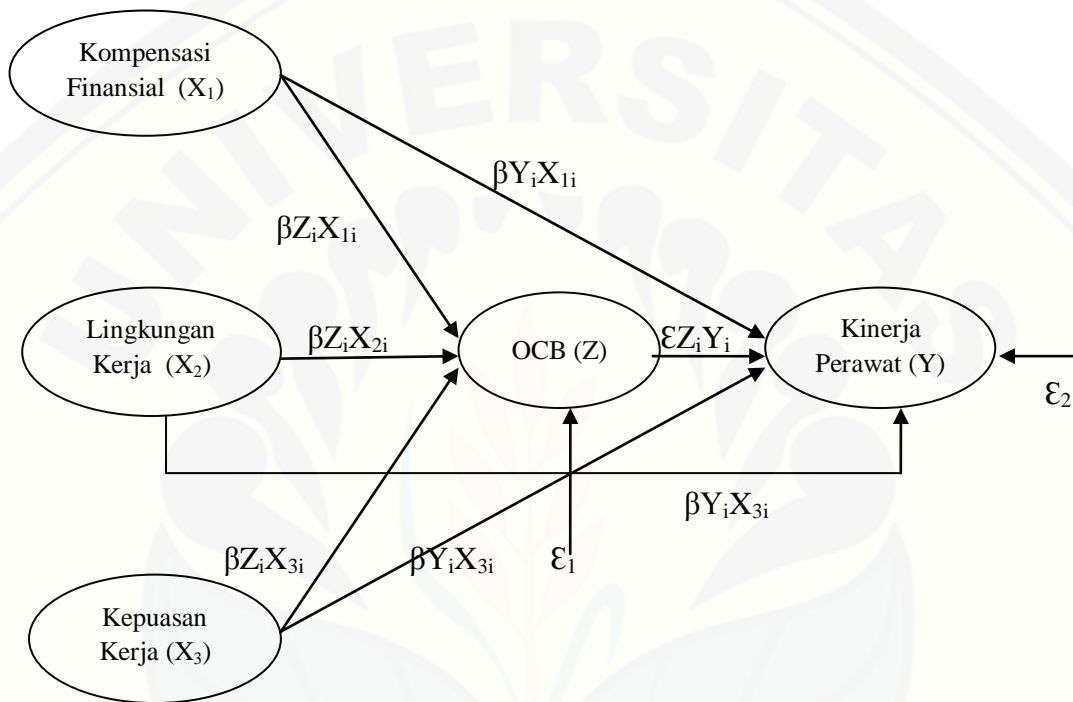 UNIVERSITAS
Kompensasi
Finansial (X₁)
βYᵢX₁ᵢ
βZᵢX₁ᵢ
Lingkungan
Kerja (X₂)
βZᵢX₂ᵢ
OCB (Z)
ƐZᵢYᵢ
Kinerja
Perawat (Y)
Ɛ₂
βYᵢX₃ᵢ
βZᵢX₃ᵢ
βYᵢX₃ᵢ
Ɛ₁
Kepuasan
Kerja (X₃)